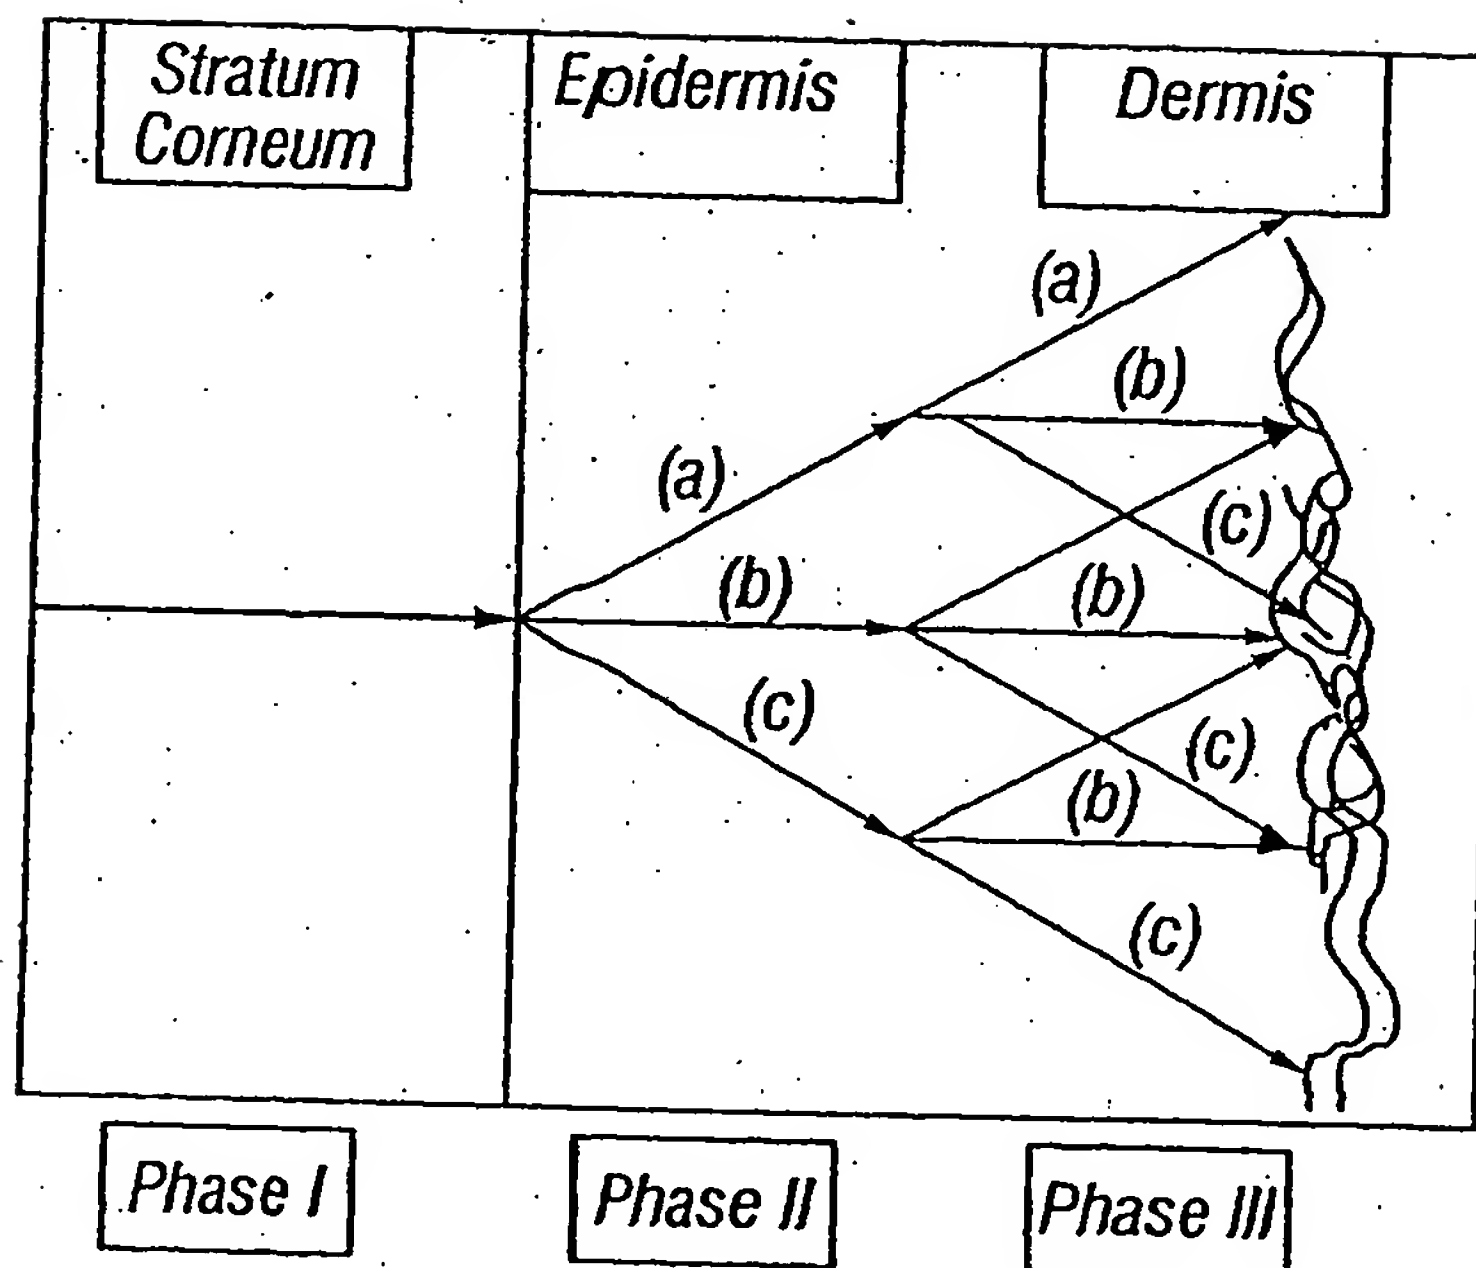 Stratum
Corneum
Epidermis
Dermis
(a)
(b)
(a)
(c)
(b)
(b)
(c)
(c)
(b)
(c)
Phase I
Phase II
Phase III